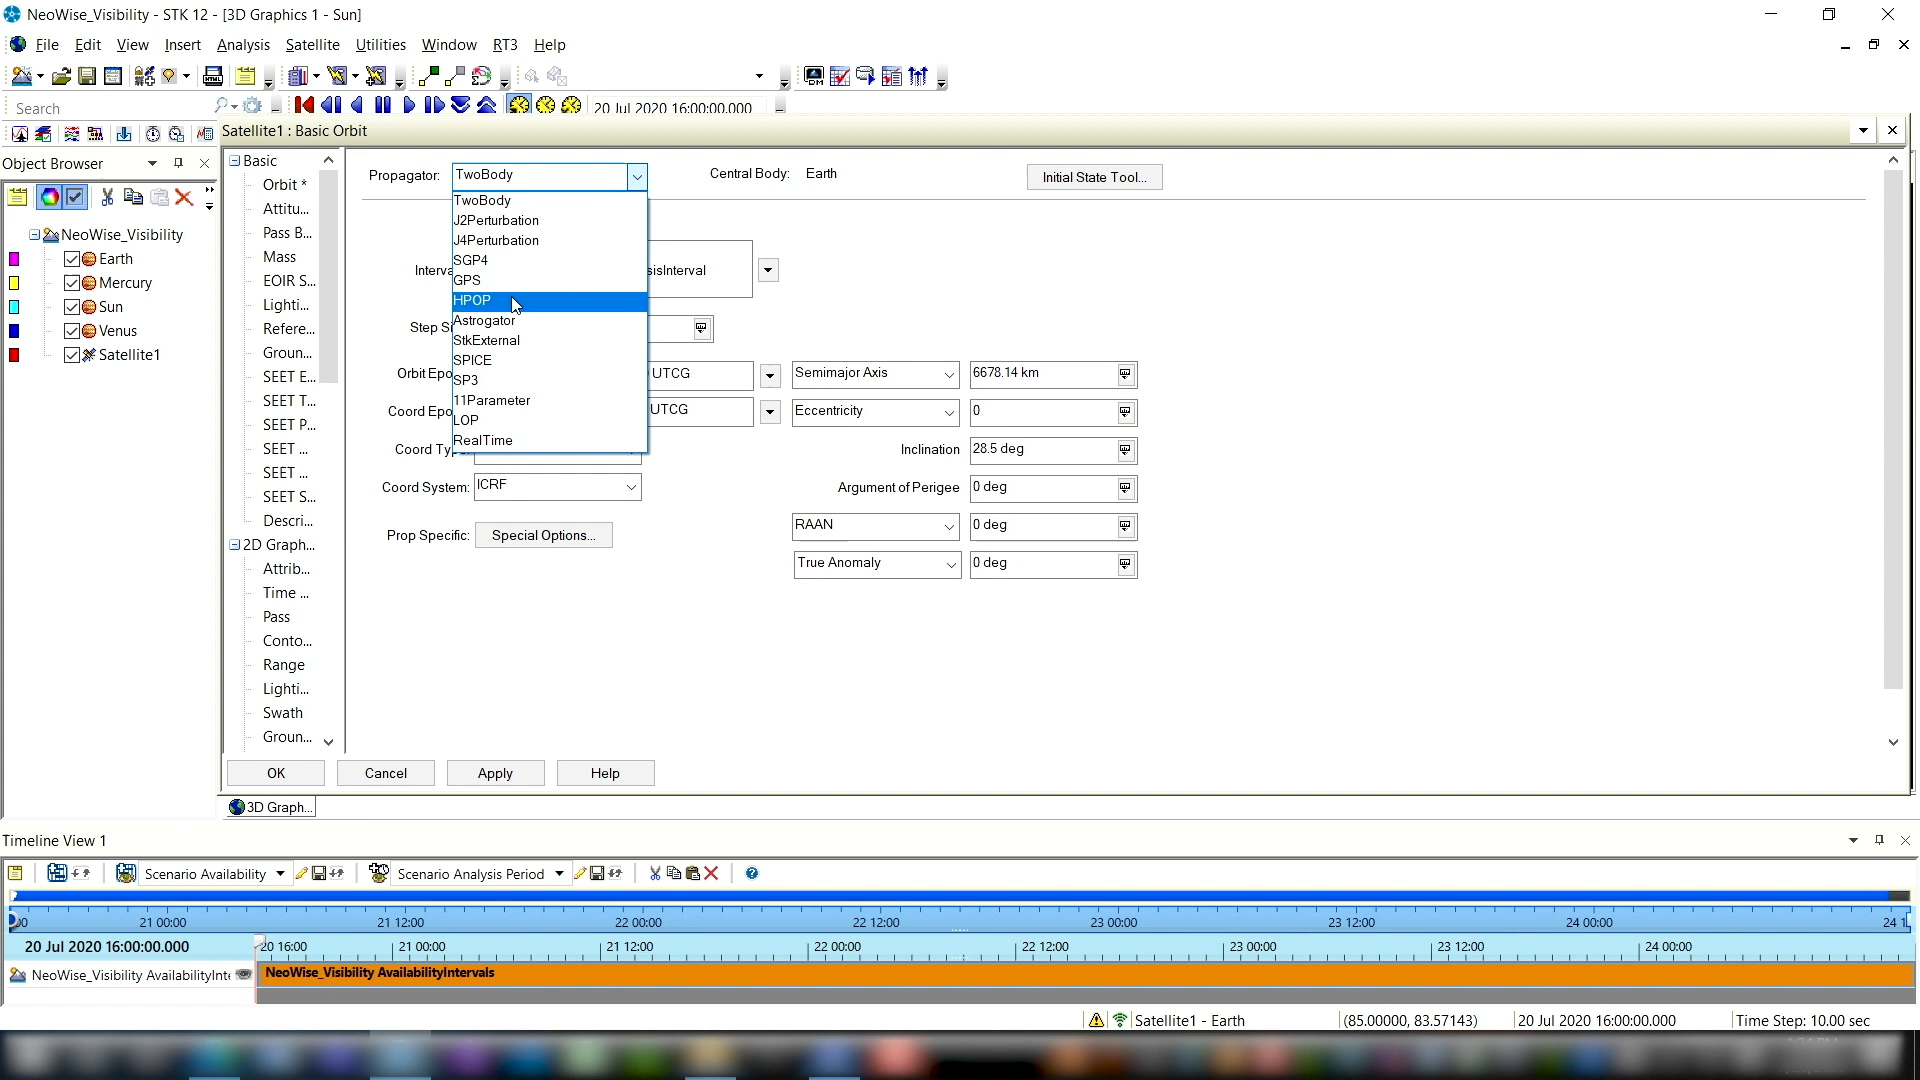 NeoWise_Visibility - STK 12 - [3D Graphics 1 - Sun]
File Edit View Insert Analysis Satellite Utilities Window RT3 Help
Search 20 Jul 2020 16:00:00.000
Satellite1 : Basic Orbit
Object Browser
NeoWise_Visibility
Earth
Mercury
Sun
Venus
Satellite1
Basic
Orbit *
Attitu...
Pass B...
Mass
EOIR S...
Lighti...
Refere...
Groun...
SEET E...
SEET T...
SEET P...
SEET ...
SEET ...
SEET S...
Descri...
2D Graph...
Attrib...
Time ...
Pass
Conto...
Range
Lighti...
Swath
Groun...
Propagator: TwoBody Central Body: Earth Initial State Tool...
TwoBody
J2Perturbation
J4Perturbation
SGP4
GPS
HPOP
Astrogator
StkExternal
SPICE
SP3
11Parameter
LOP
RealTime
Interva sisInterval
Step Si
Orbit Epo UTCG Semimajor Axis 6678.14 km
Coord Epo UTCG Eccentricity 0
Coord Ty Inclination 28.5 deg
Coord System: ICRF Argument of Perigee 0 deg
Prop Specific: Special Options... RAAN 0 deg
True Anomaly 0 deg
OK Cancel Apply Help
3D Graph...
Timeline View 1
Scenario Availability Scenario Analysis Period
21 00:00 21 12:00 22 00:00 22 12:00 23 00:00 23 12:00 24 00:00 24 1
20 Jul 2020 16:00:00.000 20 16:00 21 00:00 21 12:00 22 00:00 22 12:00 23 00:00 23 12:00 24 00:00
NeoWise_Visibility AvailabilityInte NeoWise_Visibility AvailabilityIntervals
Satellite1 - Earth (85.00000, 83.57143) 20 Jul 2020 16:00:00.000 Time Step: 10.00 sec